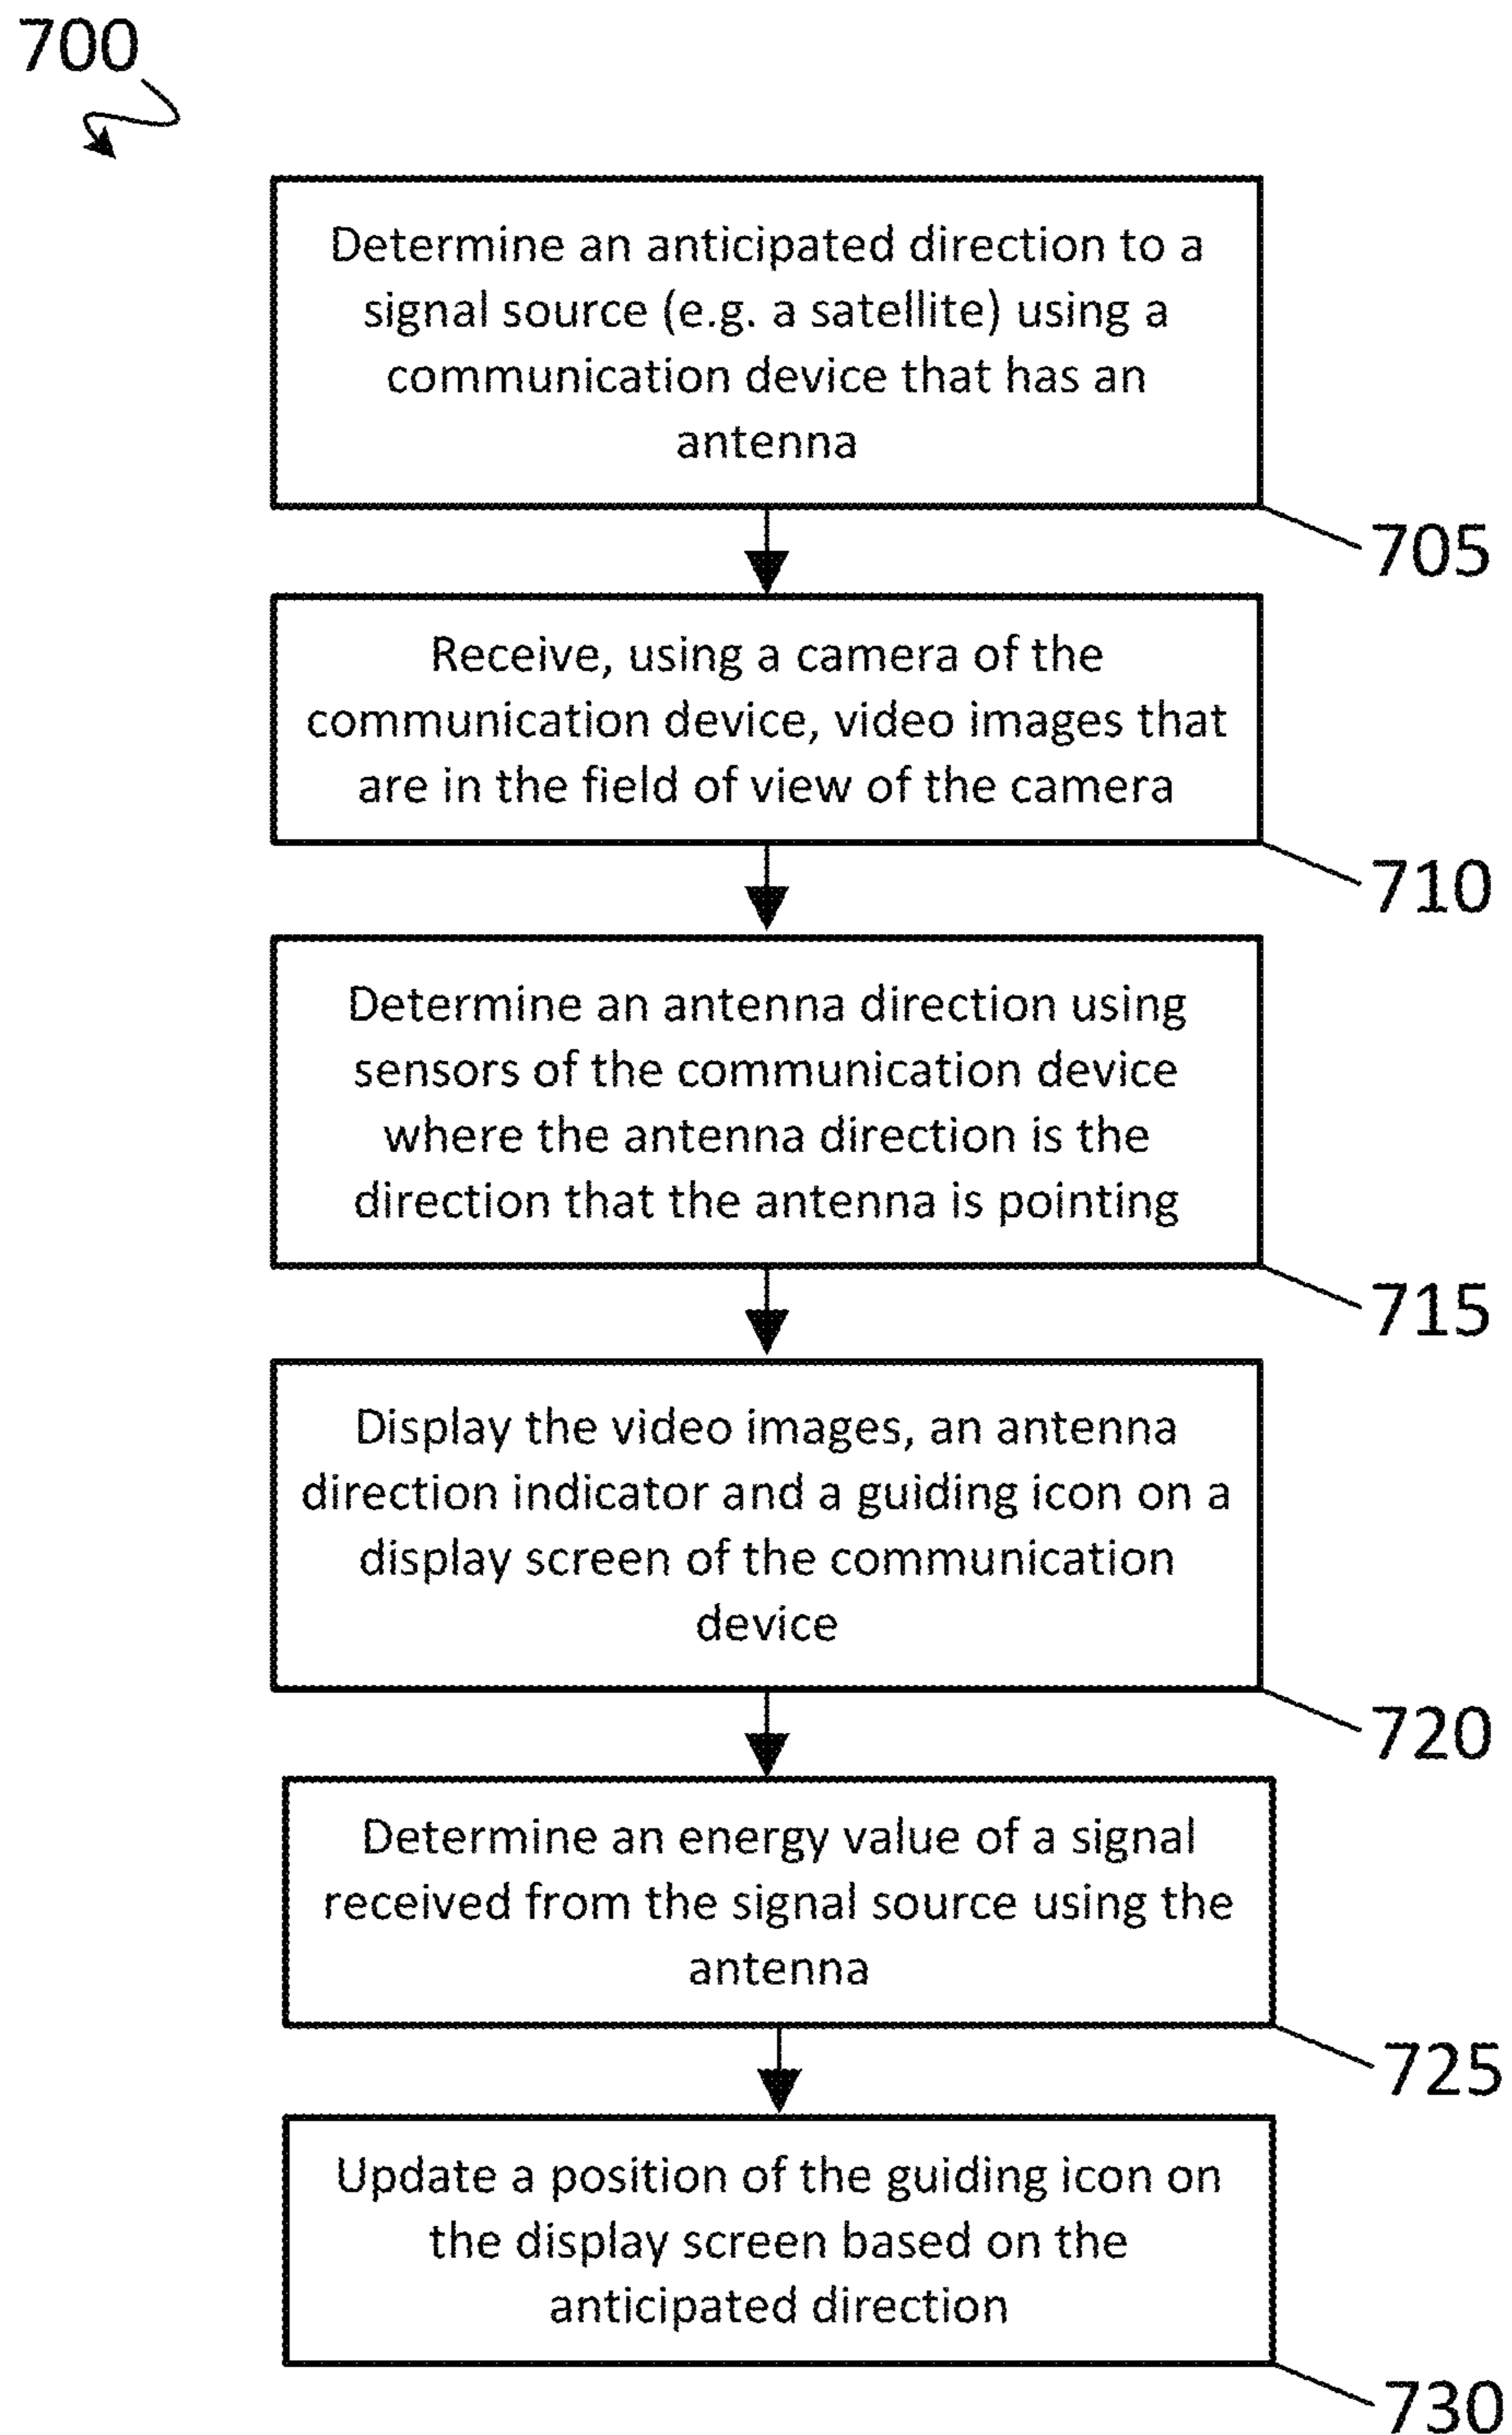 700
Determine an anticipated direction to a
signal source (e.g. a satellite) using a
communication device that has an
antenna
705
Receive, using a camera of the
communication device, video images that
are in the field of view of the camera
710
Determine an antenna direction using
sensors of the communication device
where the antenna direction is the
direction that the antenna is pointing
715
Display the video images, an antenna
direction indicator and a guiding icon on a
display screen of the communication
device
720
Determine an energy value of a signal
received from the signal source using the
antenna
725
Update a position of the guiding icon on
the display screen based on the
anticipated direction
730